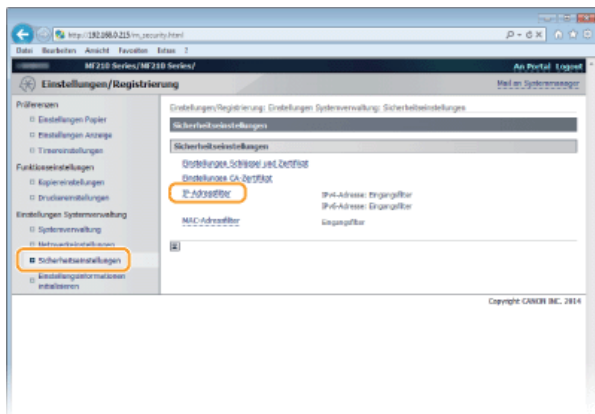 http://192.168.0.215/m_security.html
Datei Bearbeiten Ansicht Favoriten Extras ?
MF210 Series/MF210 Series/
An Portal Logout
Einstellungen/Registrierung
Mail an Systemmanager
Präferenzen
Einstellungen Papier
Einstellungen Anzeige
Timereinstellungen
Funktionseinstellungen
Kopiereinstellungen
Druckereinstellungen
Einstellungen Systemverwaltung
Systemverwaltung
Netzwerkeinstellungen
Sicherheitseinstellungen
Einstellungsinformationen
initialisieren
Einstellungen/Registrierung: Einstellungen Systemverwaltung: Sicherheitseinstellungen
Sicherheitseinstellungen
Sicherheitseinstellungen
Einstellungen Schlüssel und Zertifikat
Einstellungen CA-Zertifikat
IP-Adressfilter
IPv4-Adresse: Eingangsfilter
IPv6-Adresse: Eingangsfilter
MAC-Adressfilter
Eingangsfilter
Copyright CANON INC. 2014